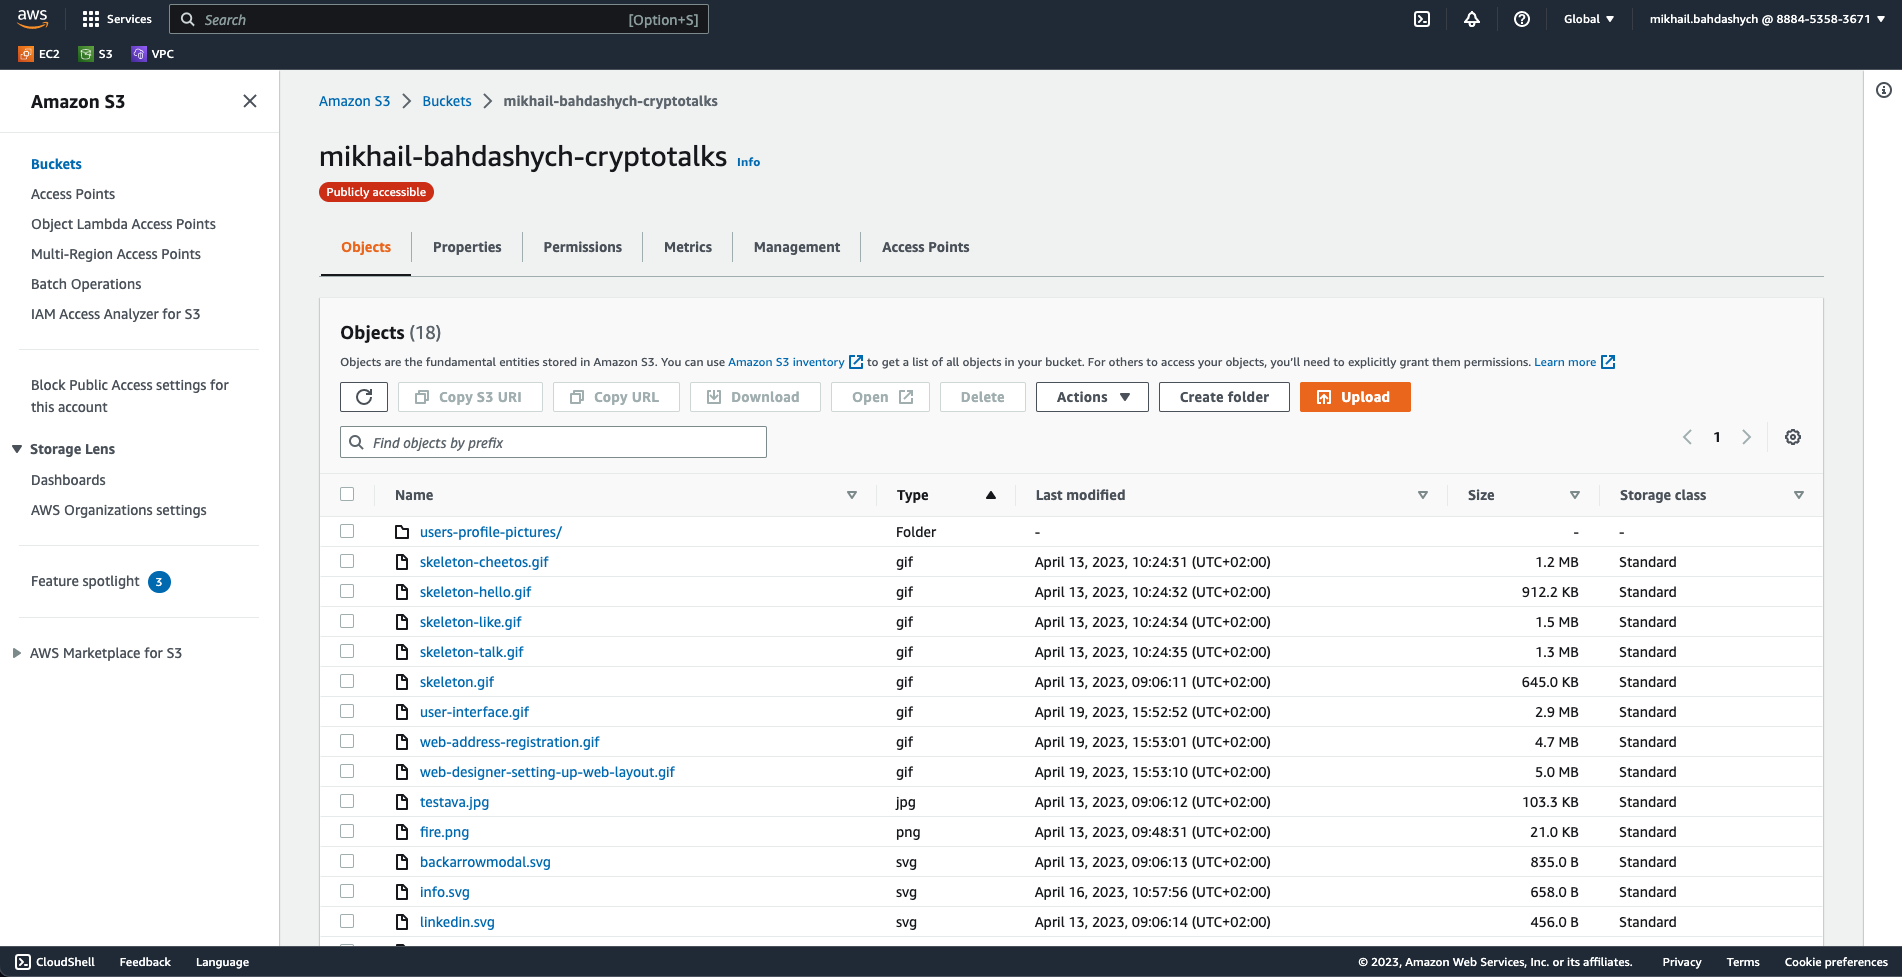 aws Services Search [Option+S] Global mikhail.bahdashych @ 8884-5358-3671
EC2 S3 VPC
Amazon S3
Buckets
Access Points
Object Lambda Access Points
Multi-Region Access Points
Batch Operations
IAM Access Analyzer for S3
Block Public Access settings for
this account
Storage Lens
Dashboards
AWS Organizations settings
Feature spotlight 3
AWS Marketplace for S3
Amazon S3 Buckets mikhail-bahdashych-cryptotalks
mikhail-bahdashych-cryptotalks Info
Publicly accessible
Objects Properties Permissions Metrics Management Access Points
Objects (18)
Objects are the fundamental entities stored in Amazon S3. You can use Amazon S3 inventory to get a list of all objects in your bucket. For others to access your objects, you'll need to explicitly grant them permissions. Learn more
Copy S3 URI Copy URL Download Open Delete Actions Create folder Upload
Find objects by prefix 1
Name Type Last modified Size Storage class
users-profile-pictures/ Folder - - -
skeleton-cheetos.gif gif April 13, 2023, 10:24:31 (UTC+02:00) 1.2 MB Standard
skeleton-hello.gif gif April 13, 2023, 10:24:32 (UTC+02:00) 912.2 KB Standard
skeleton-like.gif gif April 13, 2023, 10:24:34 (UTC+02:00) 1.5 MB Standard
skeleton-talk.gif gif April 13, 2023, 10:24:35 (UTC+02:00) 1.3 MB Standard
skeleton.gif gif April 13, 2023, 09:06:11 (UTC+02:00) 645.0 KB Standard
user-interface.gif gif April 19, 2023, 15:52:52 (UTC+02:00) 2.9 MB Standard
web-address-registration.gif gif April 19, 2023, 15:53:01 (UTC+02:00) 4.7 MB Standard
web-designer-setting-up-web-layout.gif gif April 19, 2023, 15:53:10 (UTC+02:00) 5.0 MB Standard
testava.jpg jpg April 13, 2023, 09:06:12 (UTC+02:00) 103.3 KB Standard
fire.png png April 13, 2023, 09:48:31 (UTC+02:00) 21.0 KB Standard
backarrowmodal.svg svg April 13, 2023, 09:06:13 (UTC+02:00) 835.0 B Standard
info.svg svg April 16, 2023, 10:57:56 (UTC+02:00) 658.0 B Standard
linkedin.svg svg April 13, 2023, 09:06:14 (UTC+02:00) 456.0 B Standard
CloudShell Feedback Language © 2023, Amazon Web Services, Inc. or its affiliates. Privacy Terms Cookie preferences